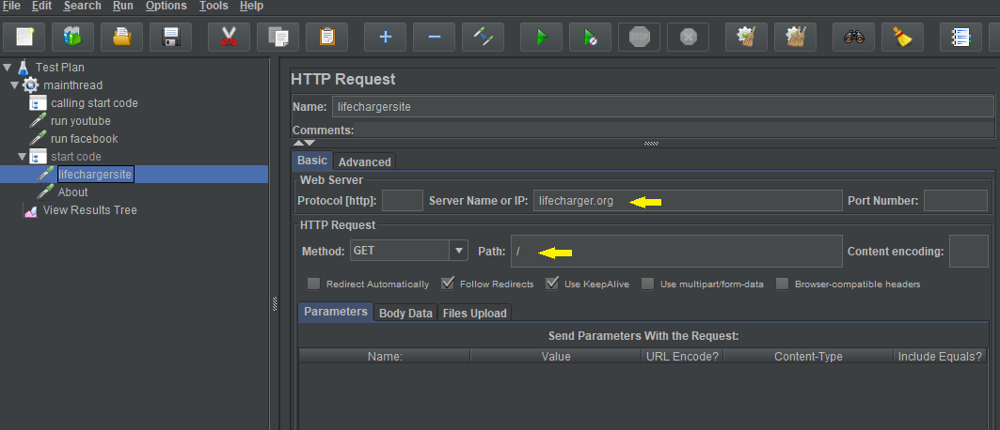 File Edit Search Run Options Tools Help
STOP
Test Plan
mainthread
calling start code
run youtube
run facebook
start code
lifechargersite
About
View Results Tree
HTTP Request
Name: lifechargersite
Comments:
Basic Advanced
Web Server
Protocol [http]: Server Name or IP: lifecharger.org Port Number:
HTTP Request
Method: GET Path: / Content encoding:
Redirect Automatically Follow Redirects Use KeepAlive Use multipart/form-data Browser-compatible headers
Parameters Body Data Files Upload
Send Parameters With the Request:
Name: Value URL Encode? Content-Type Include Equals?